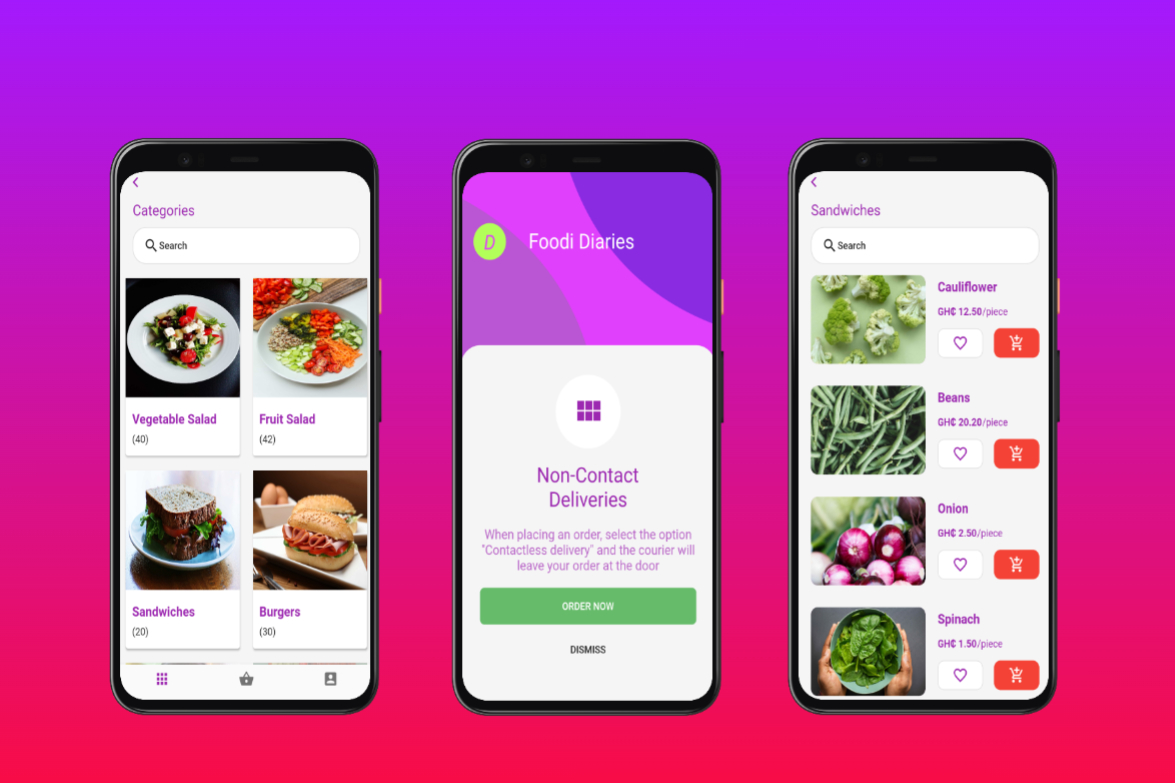 Categories
Search
Vegetable Salad
(40)
Fruit Salad
(42)
Sandwiches
(20)
Burgers
(30)
D
Foodi Diaries
Non-Contact
Deliveries
When placing an order, select the option
"Contactless delivery" and the courier will
leave your order at the door
ORDER NOW
DISMISS
Sandwiches
Search
Cauliflower
GH₵ 12.50/piece
Beans
GH₵ 20.20/piece
Onion
GH₵ 2.50/piece
Spinach
GH₵ 1.50/piece